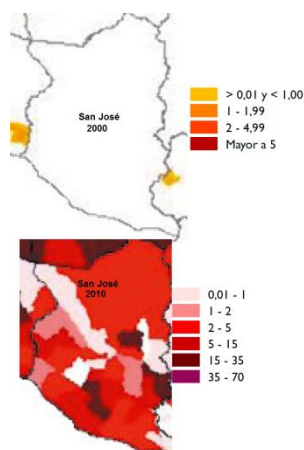 San José
2000
> 0,01 y < 1,00
1 - 1,99
2 - 4,99
Mayor a 5
San José
2010
0,01 - 1
1 - 2
2 - 5
5 - 15
15 - 35
35 - 70